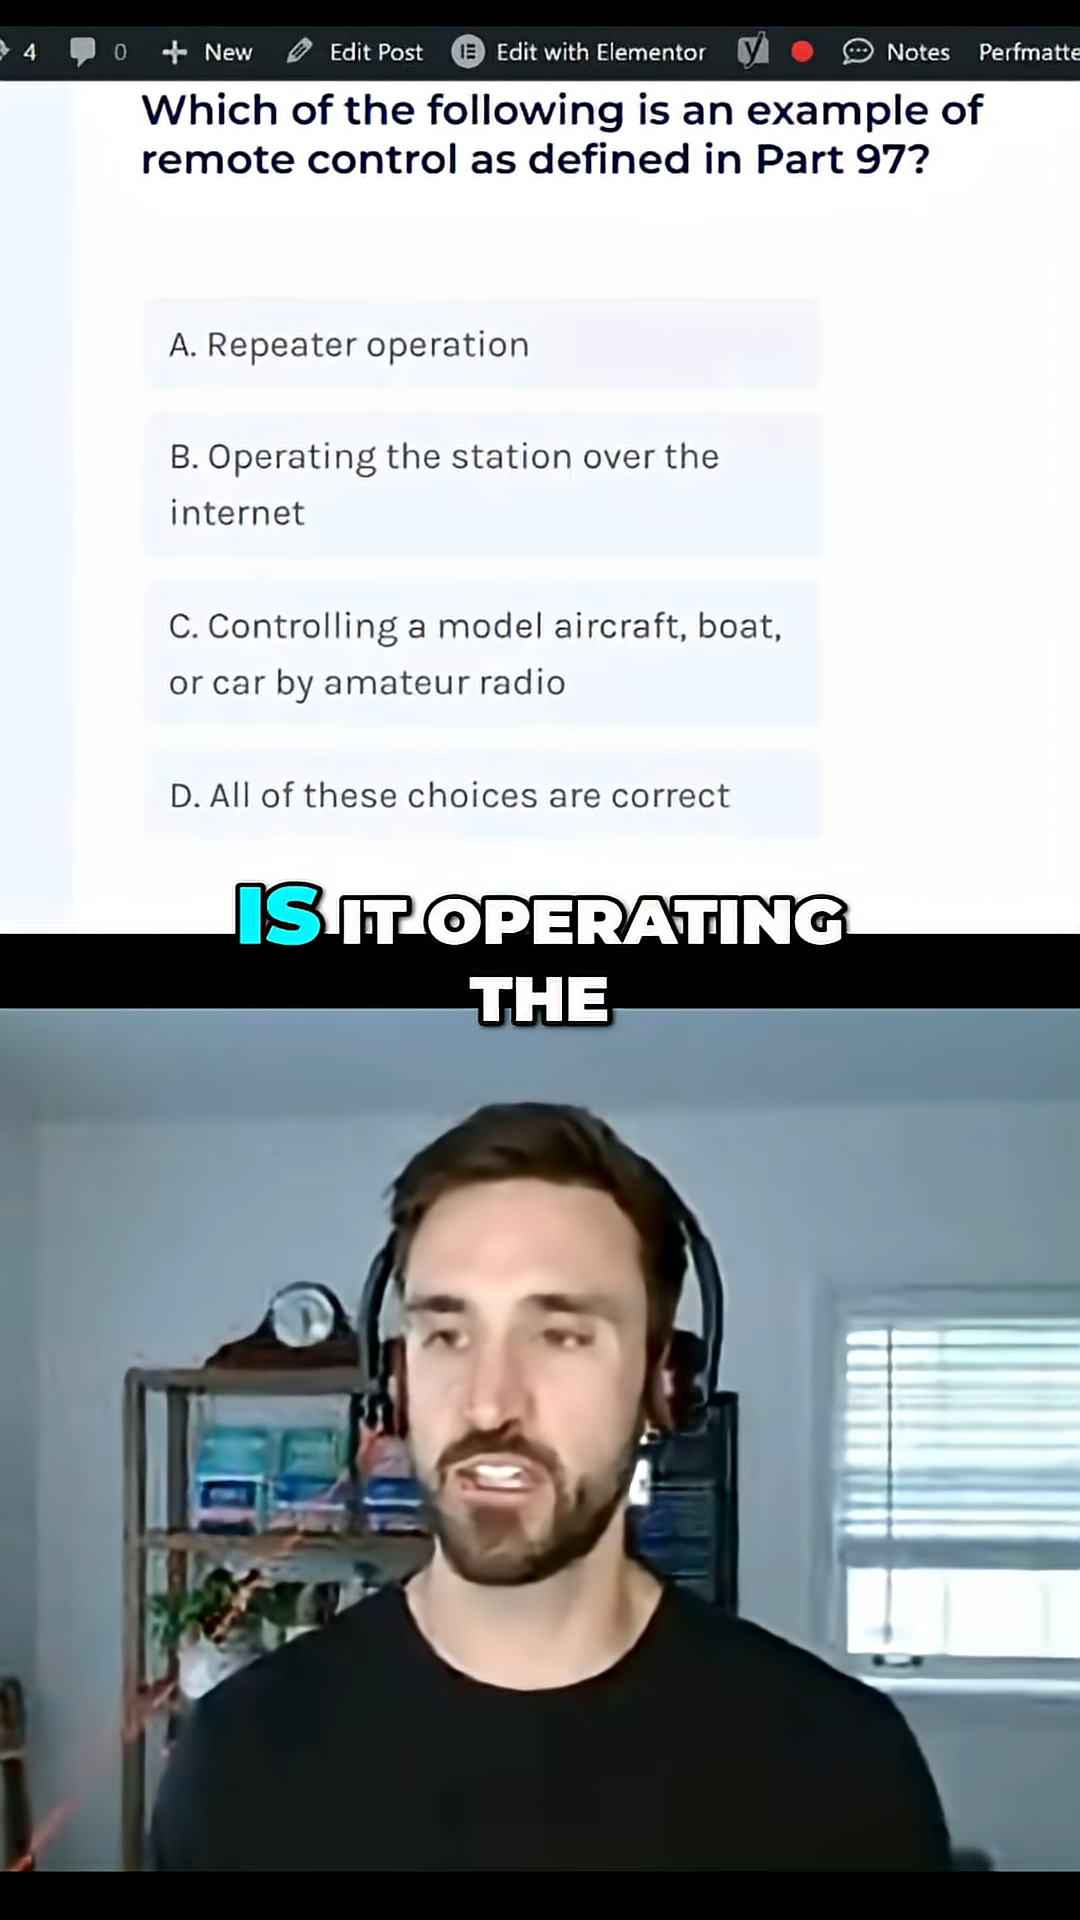 4 0 + New Edit Post Edit with Elementor Notes Perfmatte
Which of the following is an example of
remote control as defined in Part 97?
A. Repeater operation
B. Operating the station over the
internet
C. Controlling a model aircraft, boat,
or car by amateur radio
D. All of these choices are correct
IS IT OPERATING
THE